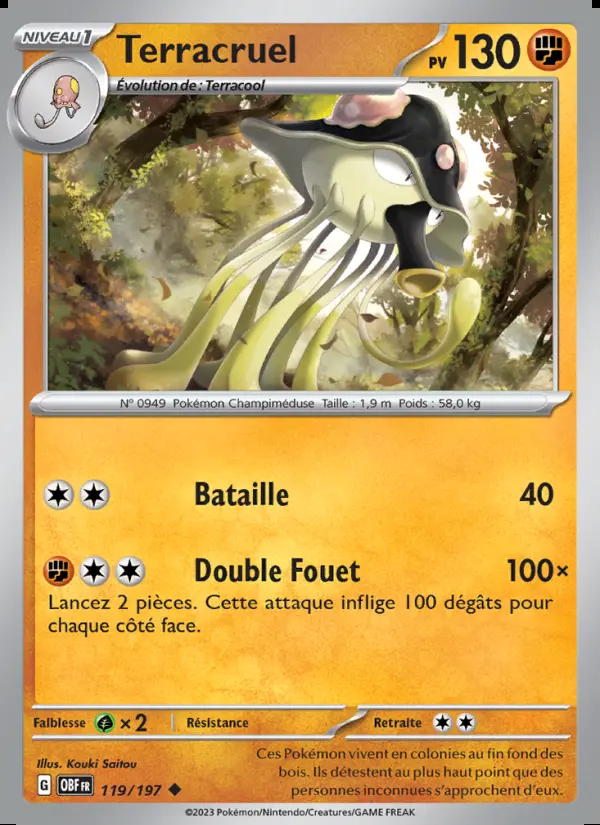 NIVEAU 1
Terracruel
PV 130
Évolution de : Terracool
N° 0949 Pokémon Champiméduse Taille : 1,9 m Poids : 58,0 kg
Bataille 40
Double Fouet 100×
Lancez 2 pièces. Cette attaque inflige 100 dégâts pour
chaque côté face.
Faiblesse ×2 Résistance Retraite
Illus. Kouki Saitou
G OBF FR 119/197
Ces Pokémon vivent en colonies au fin fond des
bois. Ils détestent au plus haut point que des
personnes inconnues s'approchent d'eux.
©2023 Pokémon/Nintendo/Creatures/GAME FREAK